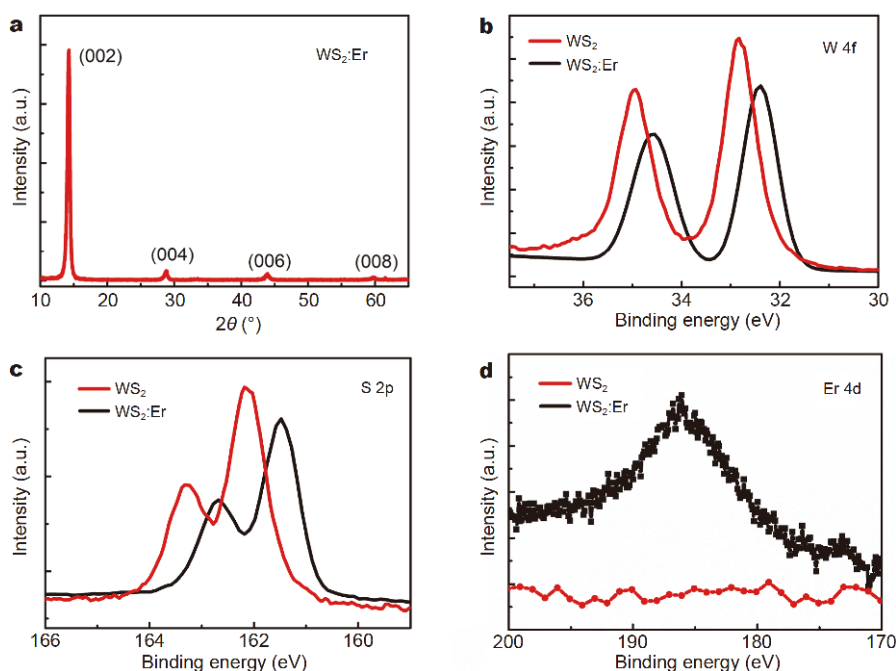 a
WS₂:Er
(002)
(004)
(006)
(008)
Intensity (a.u.)
10 20 30 40 50 60
2θ (°)
b
WS₂
WS₂:Er
W 4f
Intensity (a.u.)
36 34 32 30
Binding energy (eV)
c
WS₂
WS₂:Er
S 2p
Intensity (a.u.)
166 164 162 160
Binding energy (eV)
d
WS₂
WS₂:Er
Er 4d
Intensity (a.u.)
200 190 180 170
Binding energy (eV)